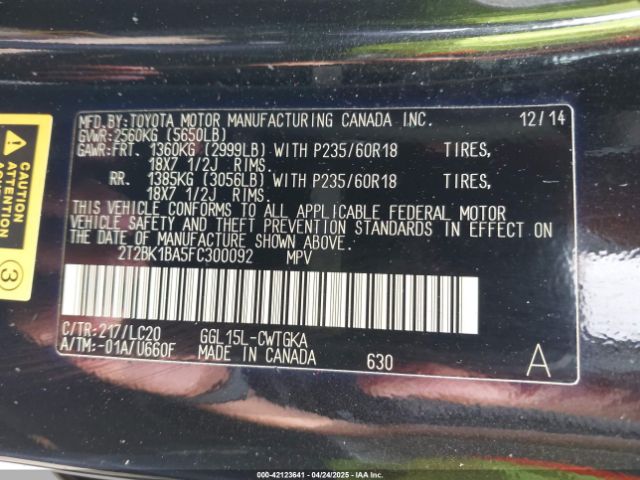 MFD. BY: TOYOTA MOTOR MANUFACTURING CANADA INC. 12/14
GVWR: 2560KG (5650LB)
GAWR: FRT. 1360KG (2999LB) WITH P235/60R18 TIRES,
18X7 1/2J RIMS.
RR. 1385KG (3056LB) WITH P235/60R18 TIRES,
18X7 1/2J RIMS.
THIS VEHICLE CONFORMS TO ALL APPLICABLE FEDERAL MOTOR
VEHICLE SAFETY AND THEFT PREVENTION STANDARDS IN EFFECT ON
THE DATE OF MANUFACTURE SHOWN ABOVE.
2T2BK1BA5FC300092 MPV
C/TR: 217/LC20 GGL15L-CWTGKA
A/TM: -01A/U660F MADE IN CANADA 630 A
CAUTION
ATTENTION
3
000-42123641 - 04/24/2025 - IAA Inc.